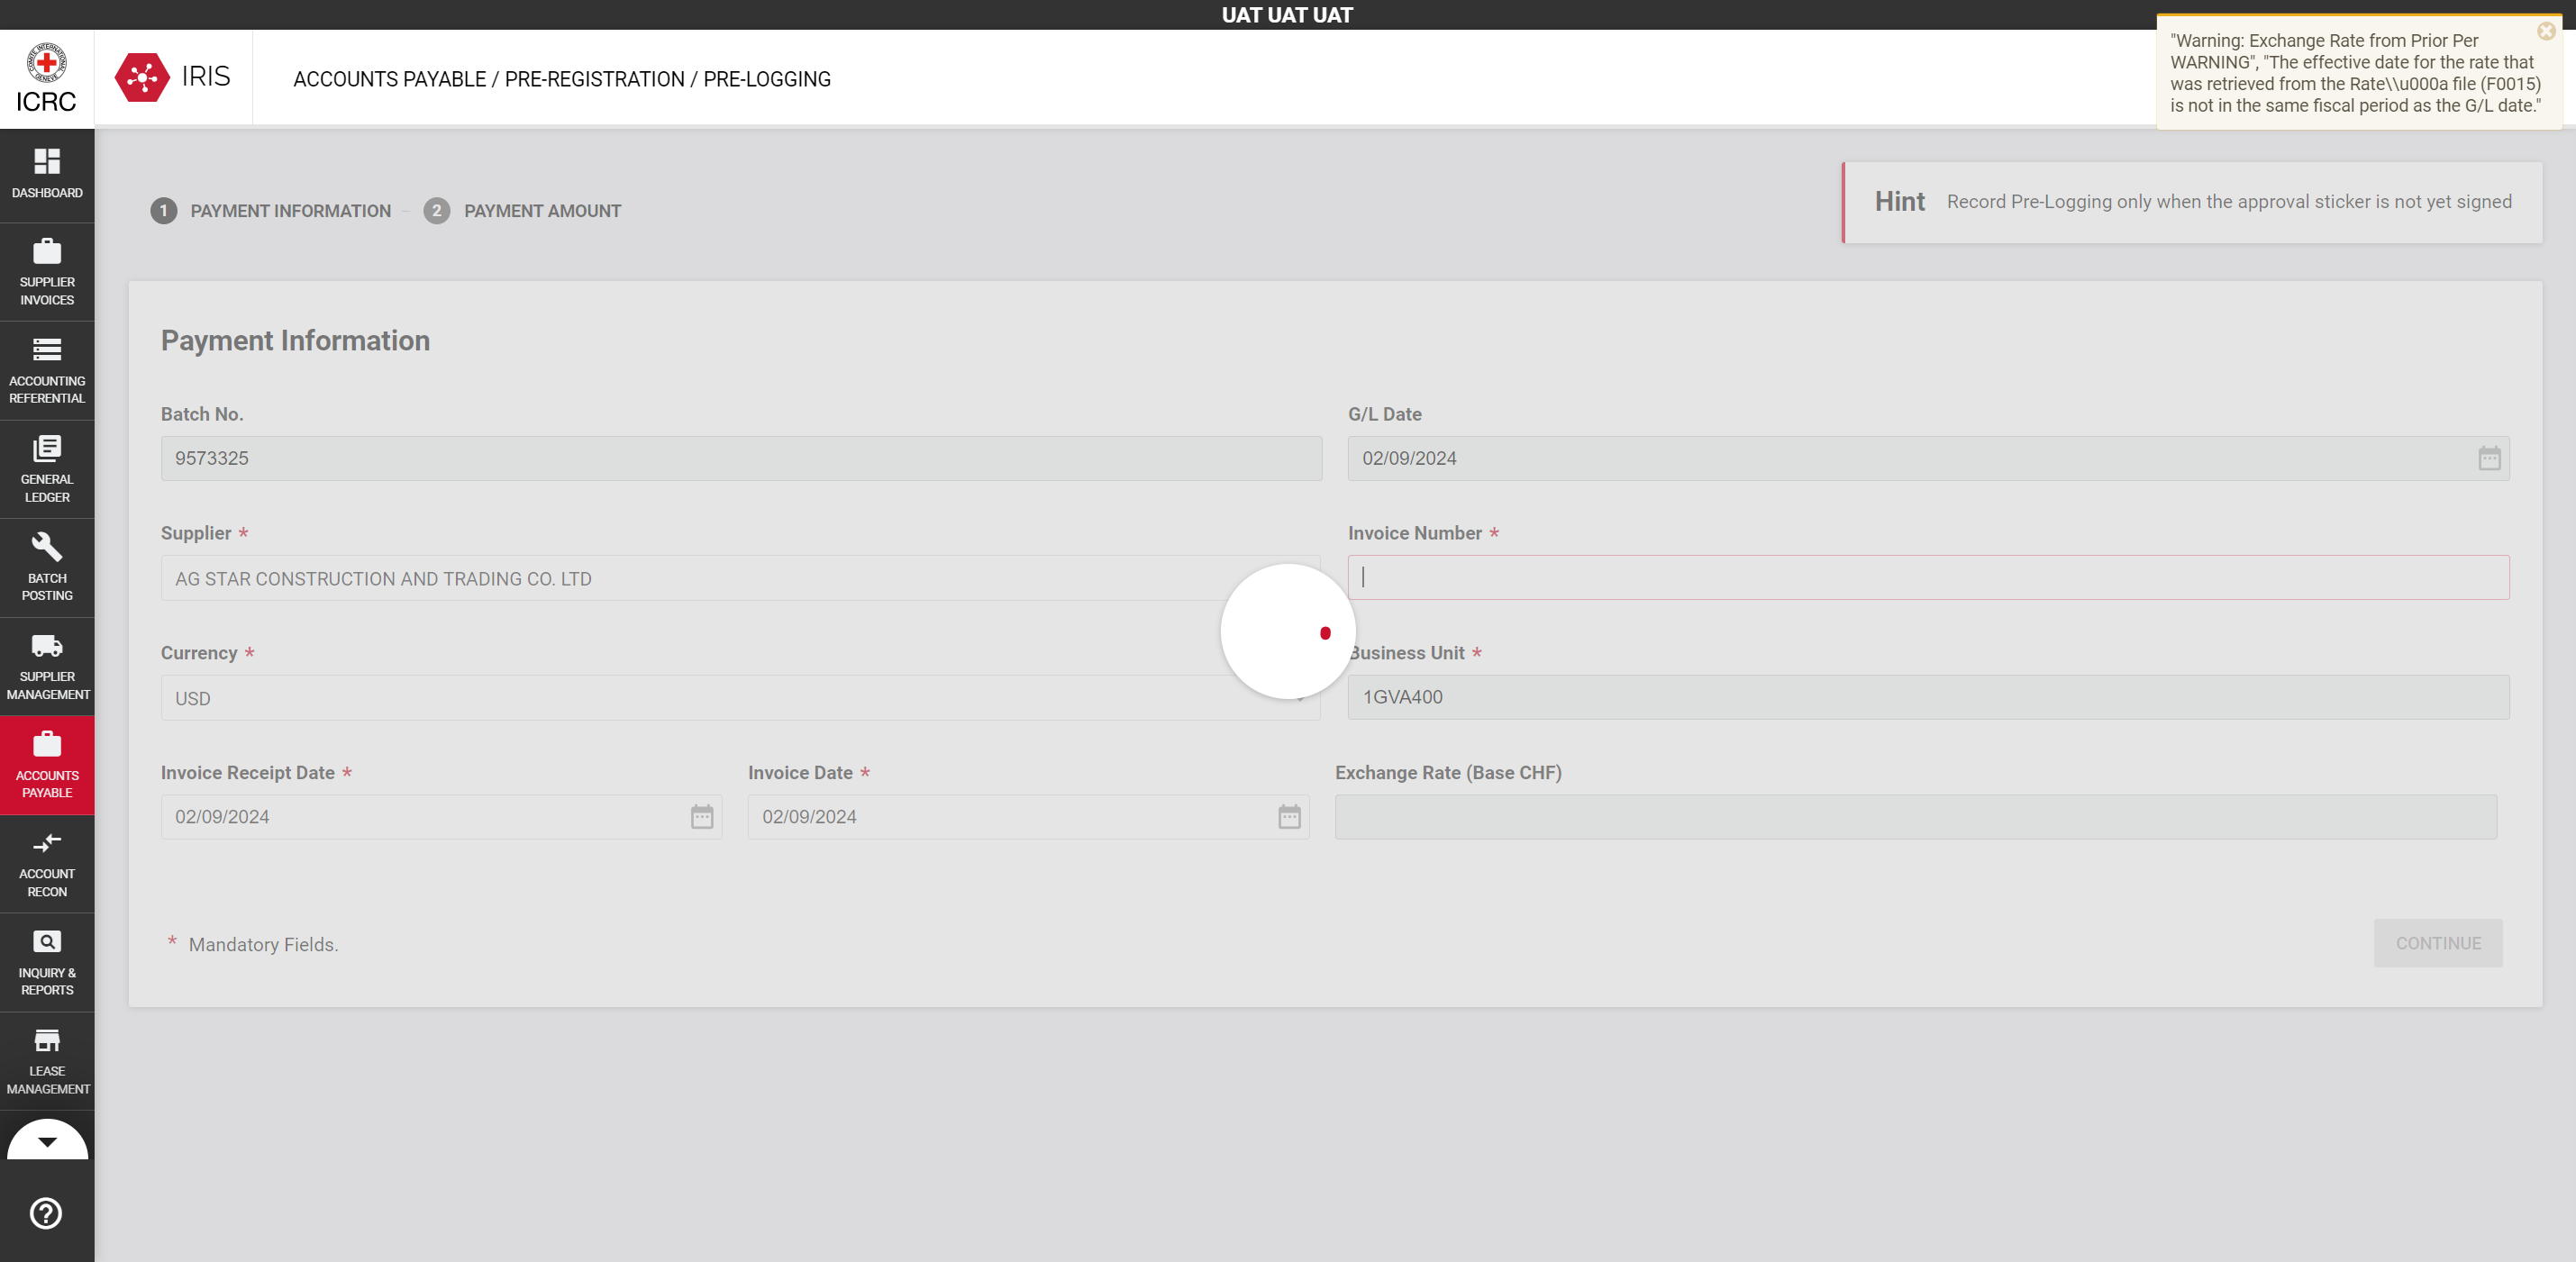 UAT UAT UAT
"Warning: Exchange Rate from Prior Per
WARNING", "The effective date for the rate that
was retrieved from the Rate\\u000a file (F0015)
is not in the same fiscal period as the G/L date."
COMITE INTERNATIONAL GENEVE
ICRC
IRIS
ACCOUNTS PAYABLE / PRE-REGISTRATION / PRE-LOGGING
DASHBOARD
SUPPLIER
INVOICES
ACCOUNTING
REFERENTIAL
GENERAL
LEDGER
BATCH
POSTING
SUPPLIER
MANAGEMENT
ACCOUNTS
PAYABLE
ACCOUNT
RECON
INQUIRY &
REPORTS
LEASE
MANAGEMENT
1 PAYMENT INFORMATION – 2 PAYMENT AMOUNT
Hint Record Pre-Logging only when the approval sticker is not yet signed
Payment Information
Batch No.
9573325
G/L Date
02/09/2024
Supplier *
AG STAR CONSTRUCTION AND TRADING CO. LTD
Invoice Number *
Currency *
USD
Business Unit *
1GVA400
Invoice Receipt Date *
02/09/2024
Invoice Date *
02/09/2024
Exchange Rate (Base CHF)
* Mandatory Fields.
CONTINUE